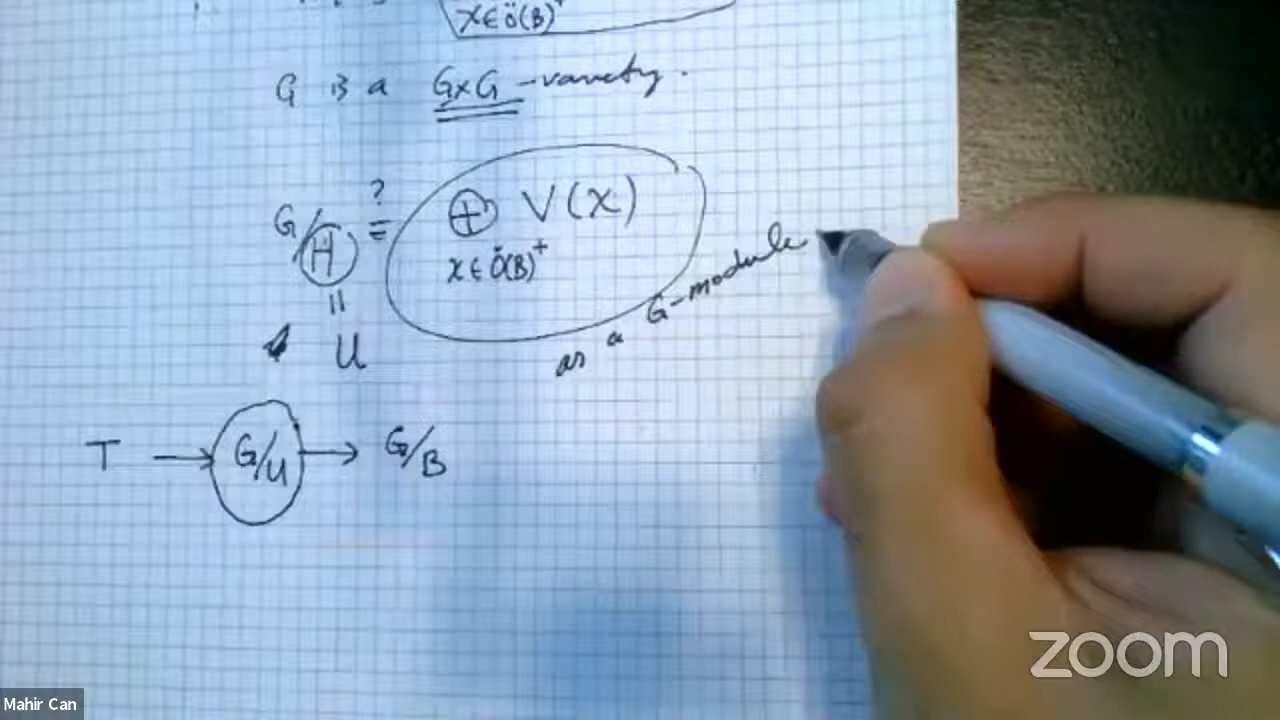 χ ∈ Ẍ(B)⁺
G is a G×G-variety.
G/H ?= ⊕ V(χ)
χ ∈ Ẍ(B)⁺
as a G-module
||
U
T → G/U → G/B
zoom
Mahir Can